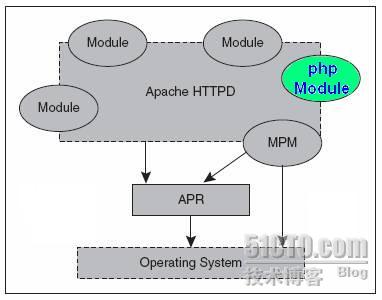 Module
Module
Apache HTTPD
php
Module
Module
MPM
APR
Operating System
51CTO.com
技术博客 Blog